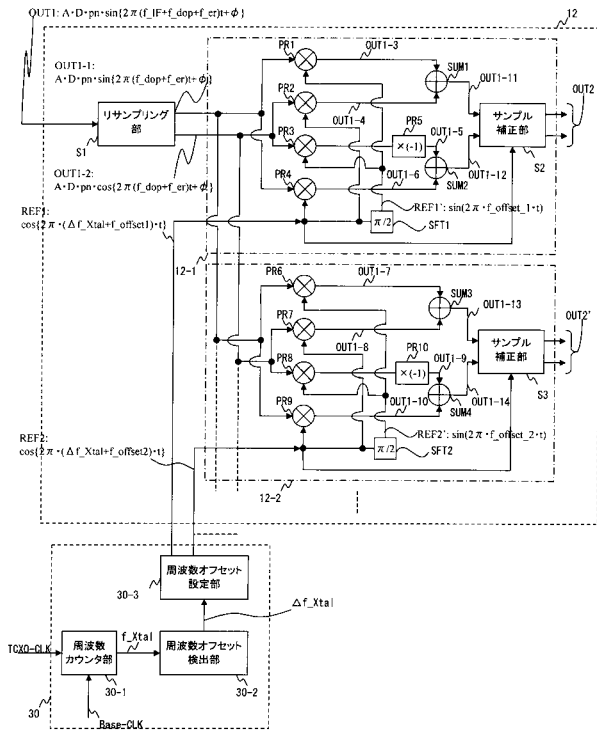 OUT1: A・D・pn・sin{2π(f_IF+f_dop+f_er)t+φ}
12
OUT1-1:
A・D・pn・sin{2π(f_dop+f_er)t+φ}
リサンプリング
部
S1
OUT1-2:
A・D・pn・cos{2π(f_dop+f_er)t+φ}
REF1:
cos{2π・(Δf_Xtal+f_offset1)・t}
12-1
PR1
OUT1-3
SUM1
OUT1-11
PR2
OUT1-4
PR3
PR5
×(-1)
OUT1-5
PR4
OUT1-6
SUM2
OUT1-12
サンプル
補正部
S2
OUT2
REF1': sin(2π・f_offset_1・t)
π/2
SFT1
PR6
OUT1-7
SUM3
OUT1-13
PR7
OUT1-8
PR8
PR10
×(-1)
OUT1-9
PR9
OUT1-10
SUM4
OUT1-14
サンプル
補正部
S3
OUT2'
REF2': sin(2π・f_offset_2・t)
π/2
SFT2
12-2
REF2:
cos{2π・(Δf_Xtal+f_offset2)・t}
周波数オフセット
設定部
30-3
Δf_Xtal
TCXO-CLK
周波数
カウンタ部
30-1
f_Xtal
周波数オフセット
検出部
30-2
30
Base-CLK